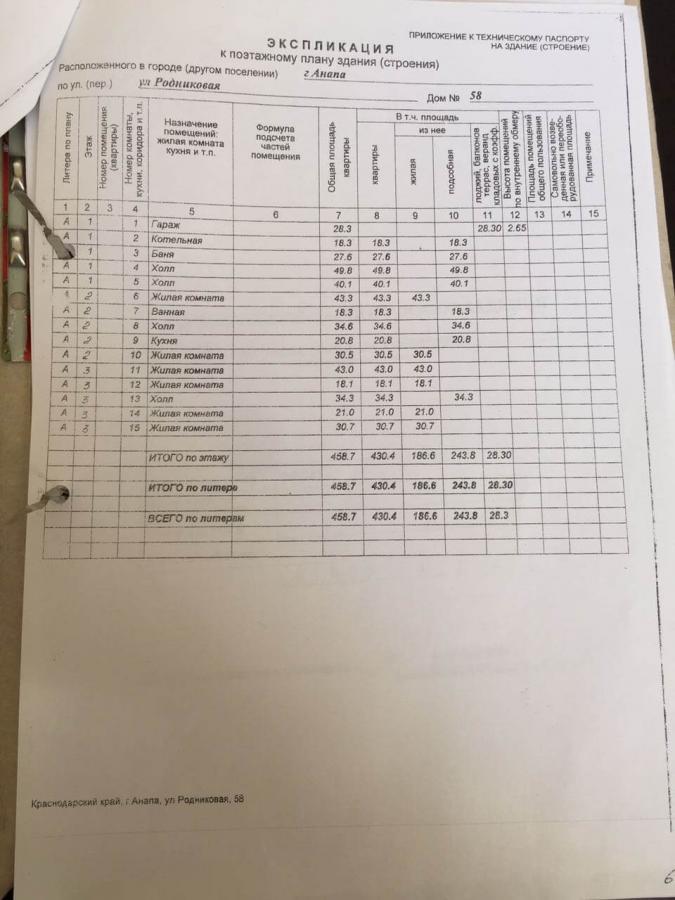 ПРИЛОЖЕНИЕ К ТЕХНИЧЕСКОМУ ПАСПОРТУ
НА ЗДАНИЕ (СТРОЕНИЕ)
ЭКСПЛИКАЦИЯ
к поэтажному плану здания (строения)
Расположенного в городе (другом поселении) г Анапа
по ул. (пер.) ул Родниковая Дом № 58
Литера по плану
Этаж
Номер помещения (квартиры)
Номер комнаты, кухни, коридора и т.п.
Назначение помещений: жилая комната кухня и т.п.
Формула подсчета частей помещения
Общая площадь квартиры
В т.ч. площадь
из нее
квартиры
жилая
подсобная
лоджий, балконов террас, веранд кладовых с коэфф.
Высота помещений по внутреннему обмеру
Площадь помещений общего пользования
Самовольно возведенная или переоборудованная площадь
Примечание
1 2 3 4 5 6 7 8 9 10 11 12 13 14 15
А 1 1 Гараж 28.3 28.30 2.65
А 1 2 Котельная 18.3 18.3 18.3
А 1 3 Баня 27.6 27.6 27.6
А 1 4 Холл 49.8 49.8 49.8
А 1 5 Холл 40.1 40.1 40.1
2 6 Жилая комната 43.3 43.3 43.3
А 2 7 Ванная 18.3 18.3 18.3
А 2 8 Холл 34.6 34.6 34.6
А 2 9 Кухня 20.8 20.8 20.8
А 2 10 Жилая комната 30.5 30.5 30.5
А 3 11 Жилая комната 43.0 43.0 43.0
А 3 12 Жилая комната 18.1 18.1 18.1
А 3 13 Холл 34.3 34.3 34.3
А 3 14 Жилая комната 21.0 21.0 21.0
А 3 15 Жилая комната 30.7 30.7 30.7
ИТОГО по этажу 458.7 430.4 186.6 243.8 28.30
ИТОГО по литере 458.7 430.4 186.6 243.8 28.30
ВСЕГО по литерам 458.7 430.4 186.6 243.8 28.3
Краснодарский край, г Анапа, ул Родниковая, 58
6